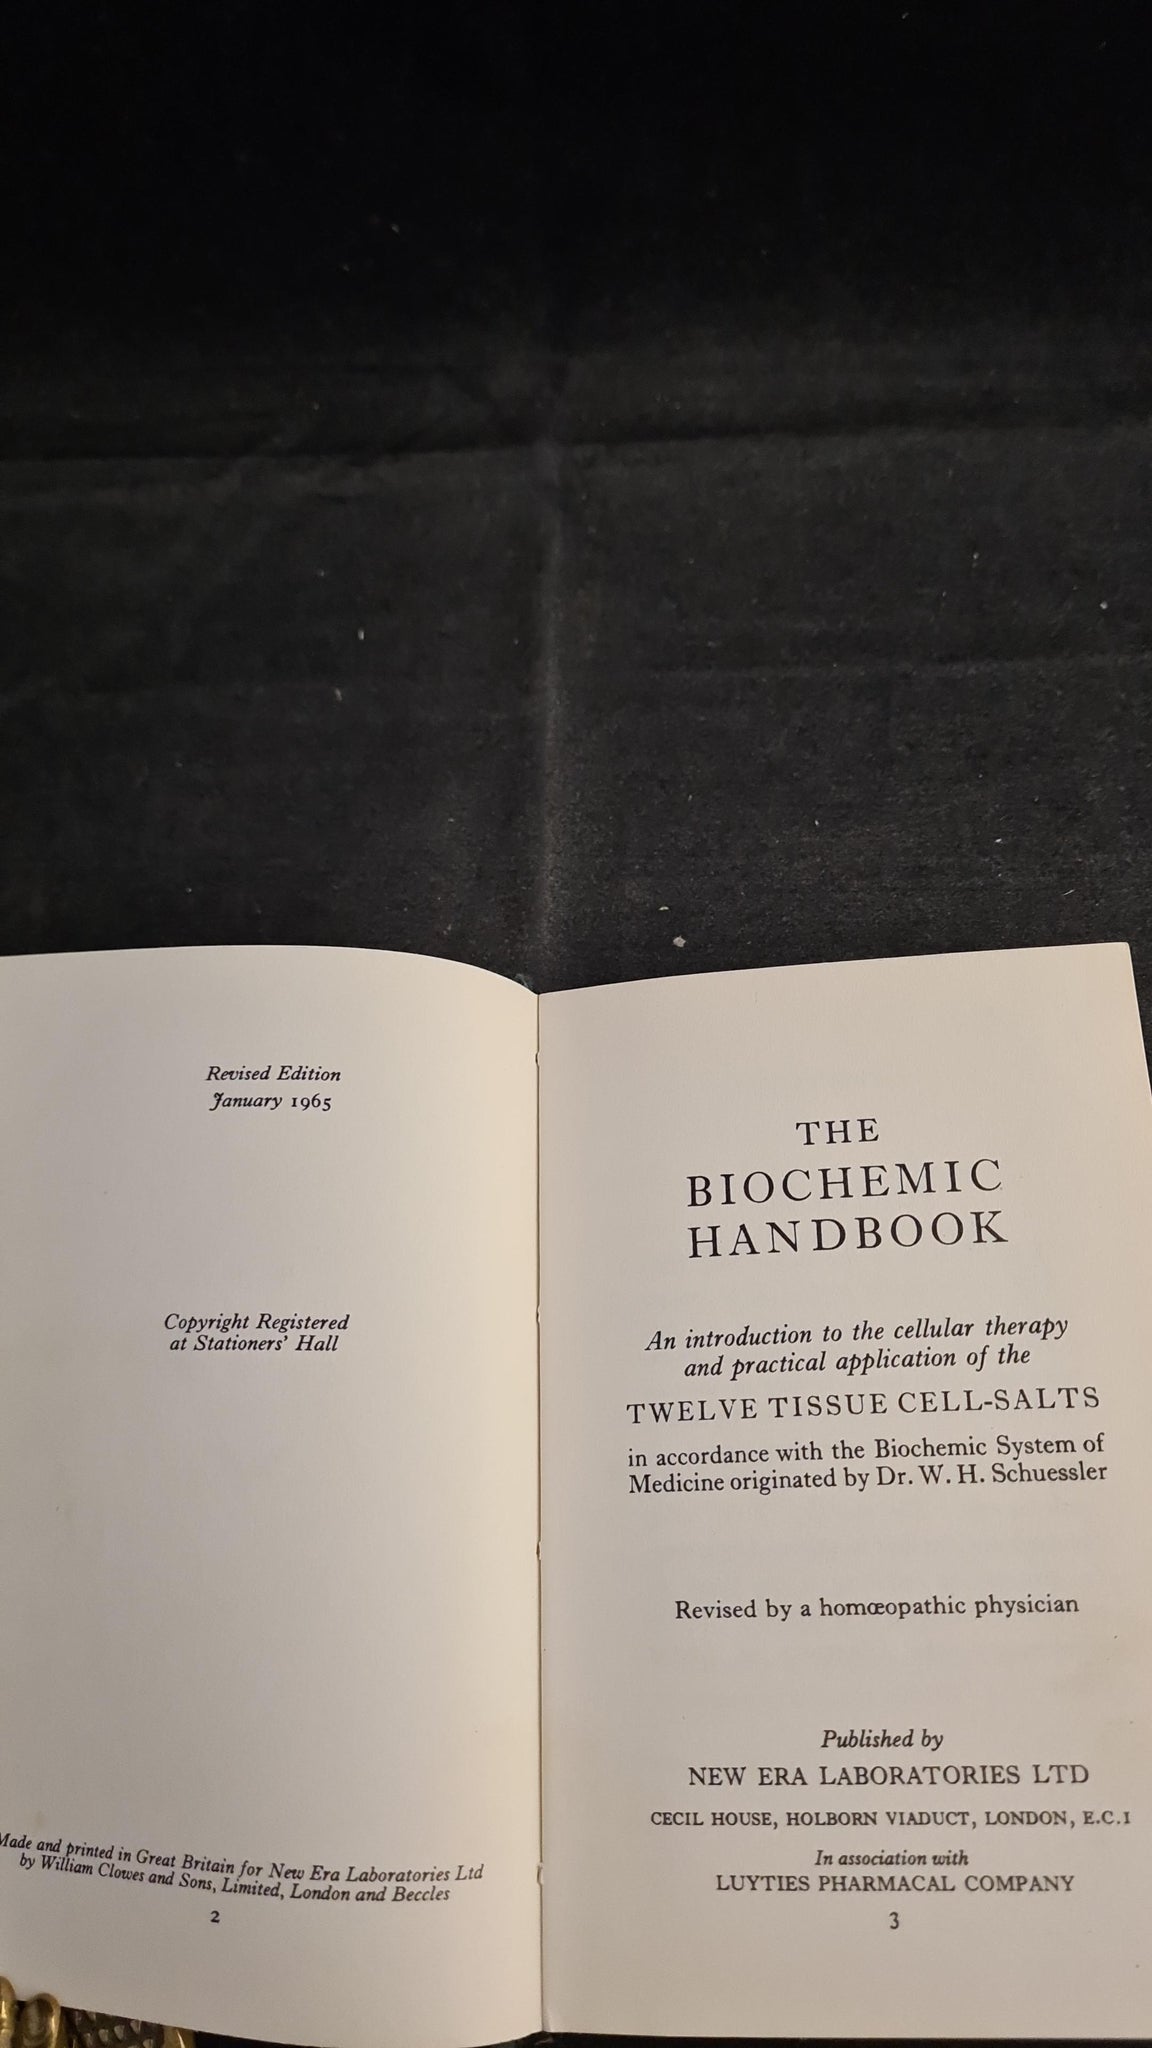 Revised Edition
January 1965
Copyright Registered
at Stationers' Hall
Made and printed in Great Britain for New Era Laboratories Ltd
by William Clowes and Sons, Limited, London and Beccles
2
THE
BIOCHEMIC
HANDBOOK
An introduction to the cellular therapy
and practical application of the
TWELVE TISSUE CELL-SALTS
in accordance with the Biochemic System of
Medicine originated by Dr. W. H. Schuessler
Revised by a homœopathic physician
Published by
NEW ERA LABORATORIES LTD
CECIL HOUSE, HOLBORN VIADUCT, LONDON, E.C.1
In association with
LUYTIES PHARMACAL COMPANY
3